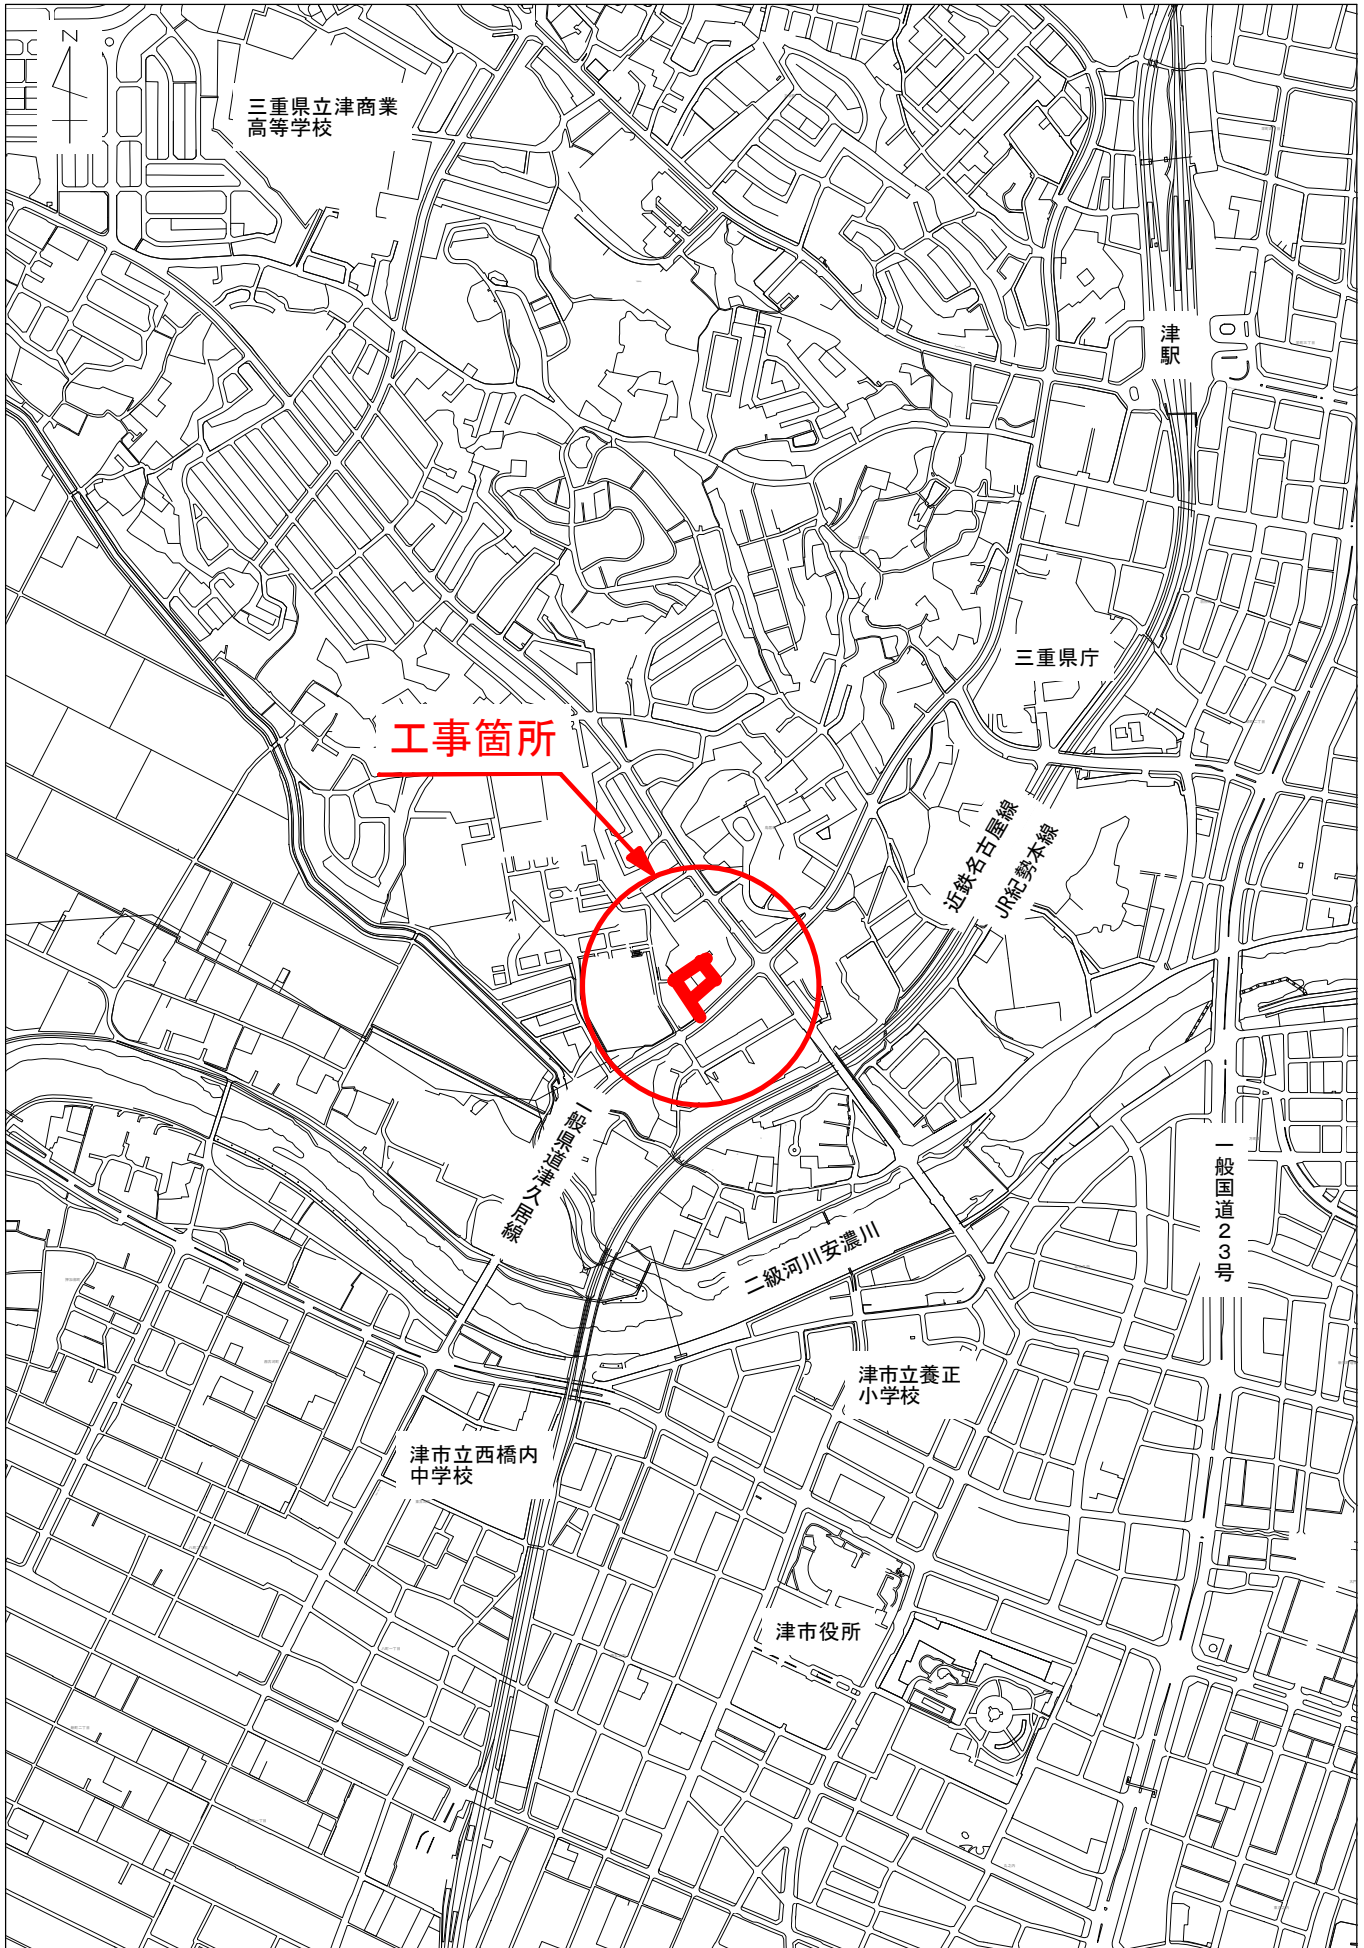 N
三重県立津商業
高等学校
津駅
三重県庁
工事箇所
近鉄名古屋線
JR紀勢本線
一般県道津久居線
一般国道23号
二級河川安濃川
津市立養正
小学校
津市立西橋内
中学校
津市役所